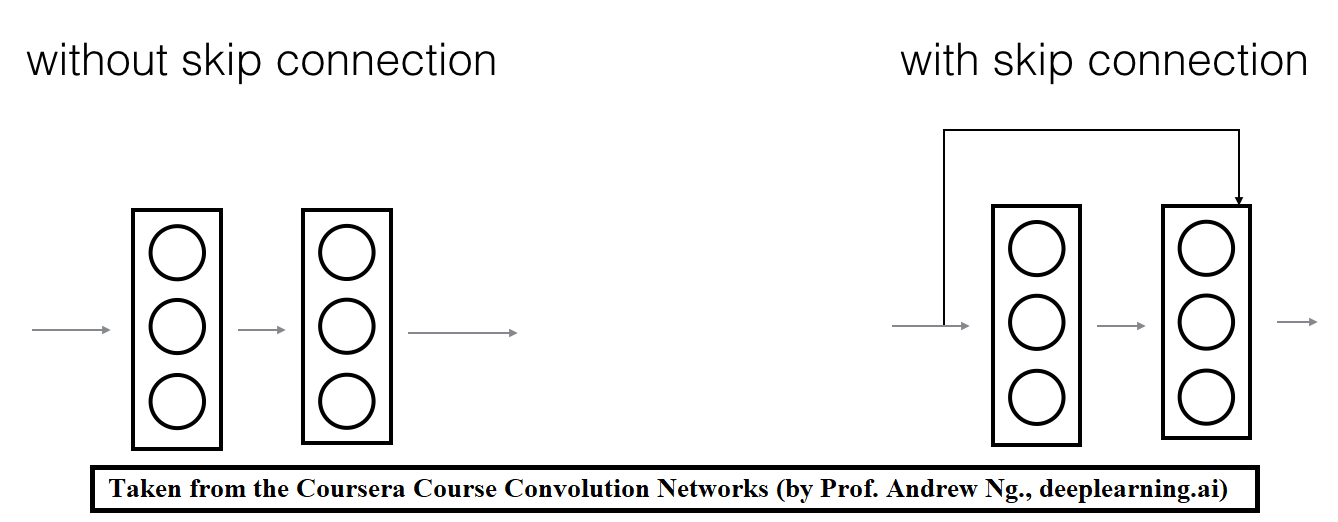 without skip connection
with skip connection
Taken from the Coursera Course Convolution Networks (by Prof. Andrew Ng., deeplearning.ai)